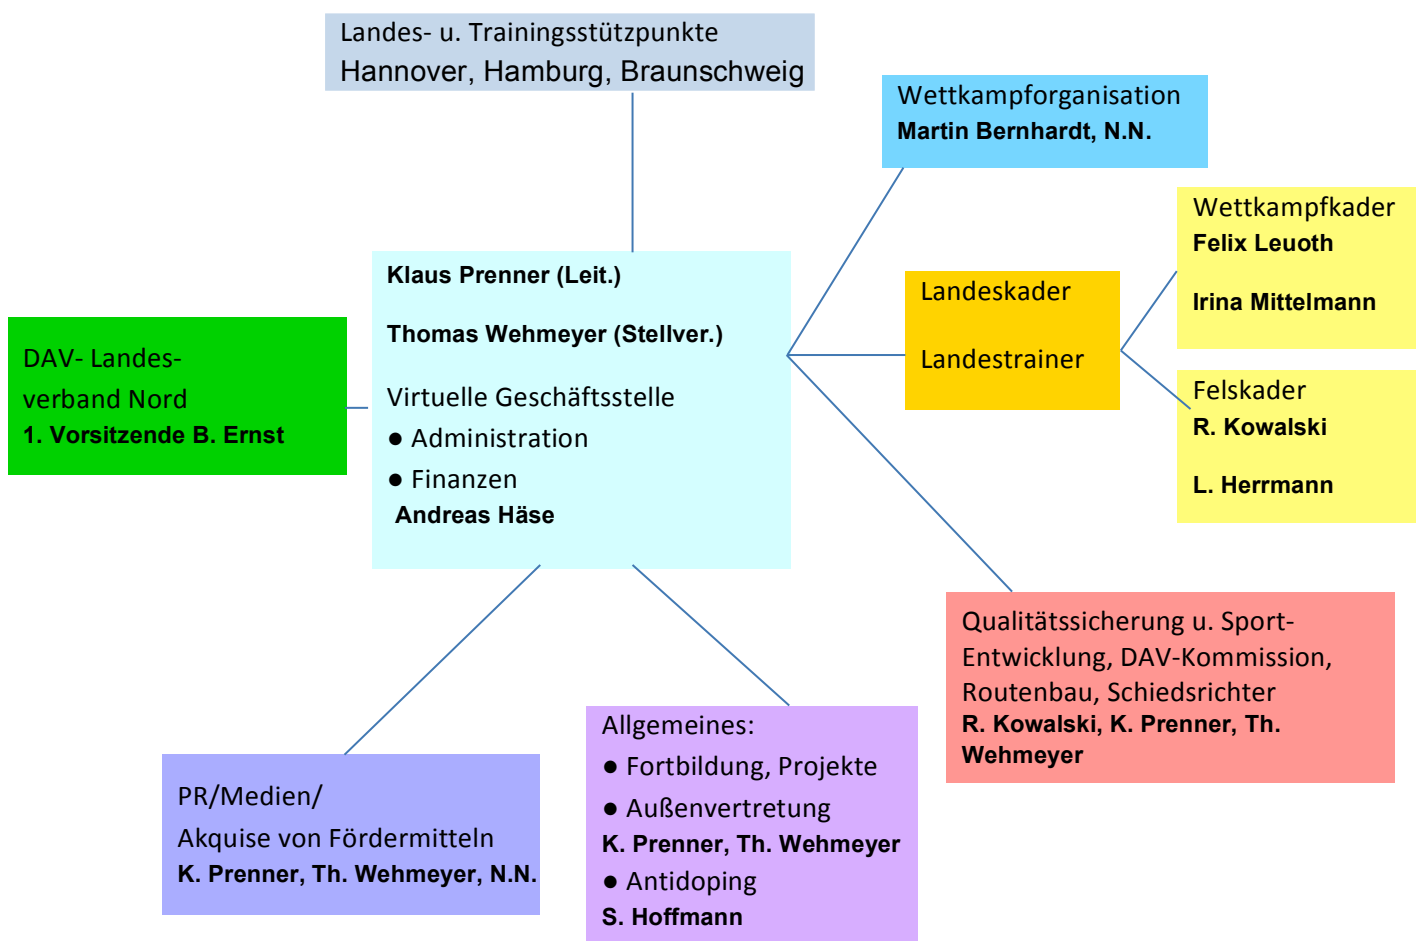 Landes- u. Trainingsstützpunkte
Hannover, Hamburg, Braunschweig
Wettkampforganisation
Martin Bernhardt, N.N.
Wettkampfkader
Felix Leuoth
Irina Mittelmann
Klaus Prenner (Leit.)
Thomas Wehmeyer (Stellver.)
Virtuelle Geschäftsstelle
● Administration
● Finanzen
Andreas Häse
Landeskader
Landestrainer
DAV- Landes-
verband Nord
1. Vorsitzende B. Ernst
Felskader
R. Kowalski
L. Herrmann
Qualitätssicherung u. Sport-
Entwicklung, DAV-Kommission,
Routenbau, Schiedsrichter
R. Kowalski, K. Prenner, Th.
Wehmeyer
Allgemeines:
● Fortbildung, Projekte
● Außenvertretung
K. Prenner, Th. Wehmeyer
● Antidoping
S. Hoffmann
PR/Medien/
Akquise von Fördermitteln
K. Prenner, Th. Wehmeyer, N.N.